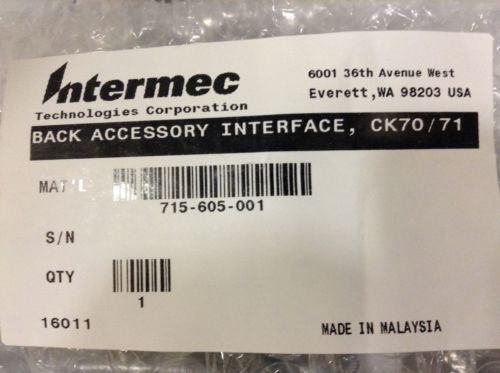 Intermec
Technologies Corporation
6001 36th Avenue West
Everett,WA 98203 USA
BACK ACCESSORY INTERFACE, CK70/71
MAT'L
715-605-001
S/N
QTY
1
16011
MADE IN MALAYSIA